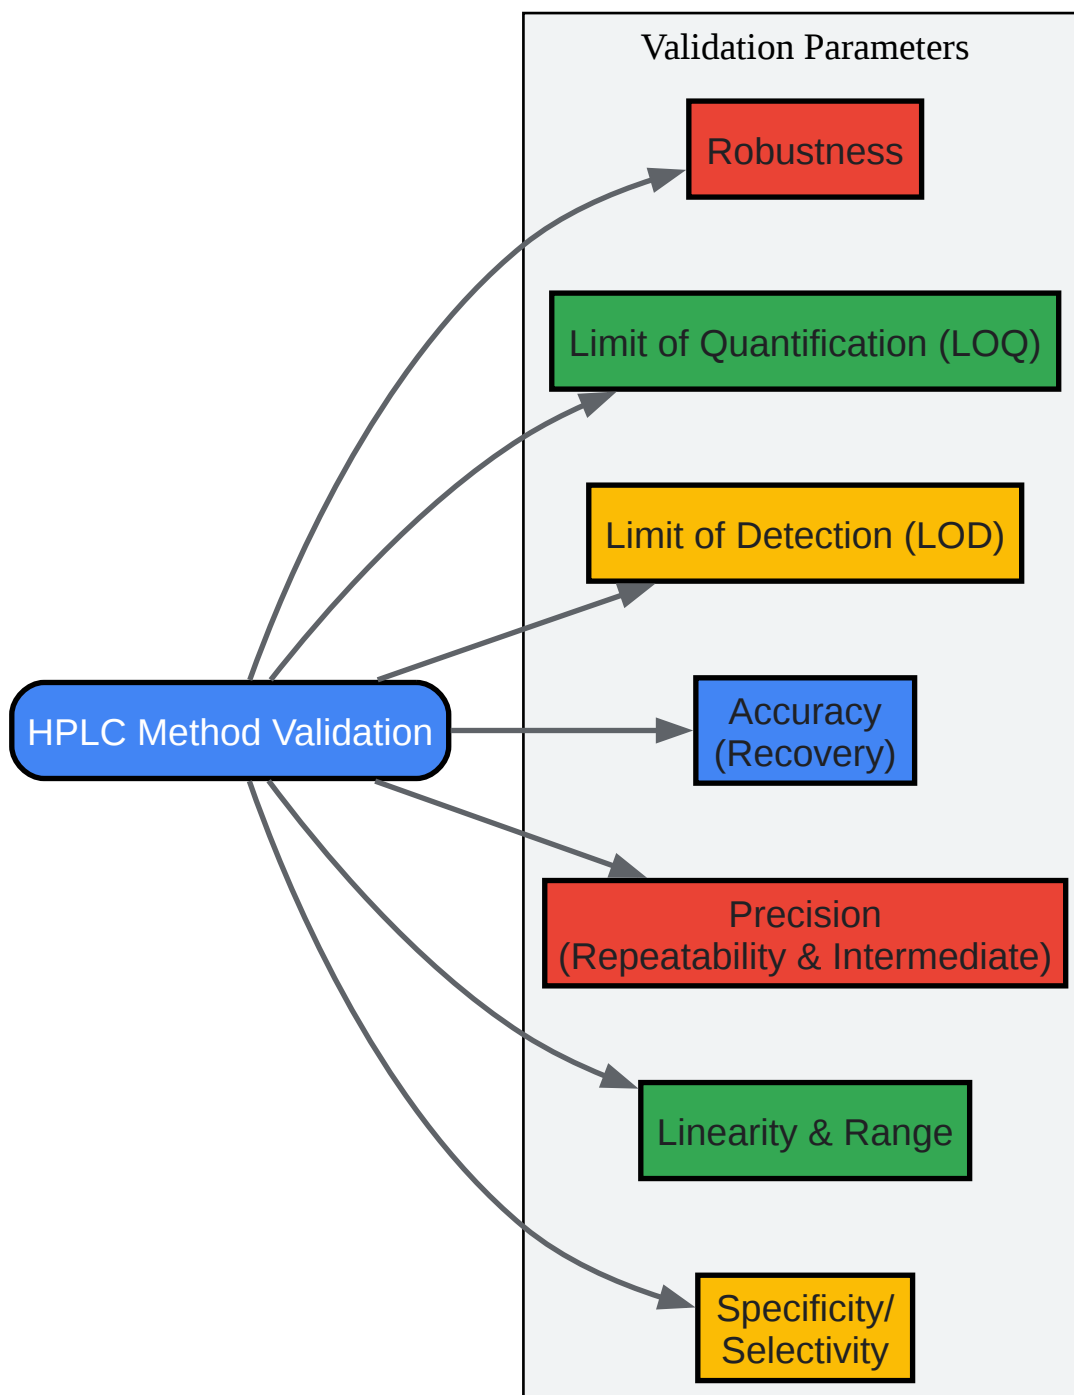 Validation Parameters
Robustness
Limit of Quantification (LOQ)
Limit of Detection (LOD)
HPLC Method Validation
Accuracy
(Recovery)
Precision
(Repeatability & Intermediate)
Linearity & Range
Specificity/
Selectivity